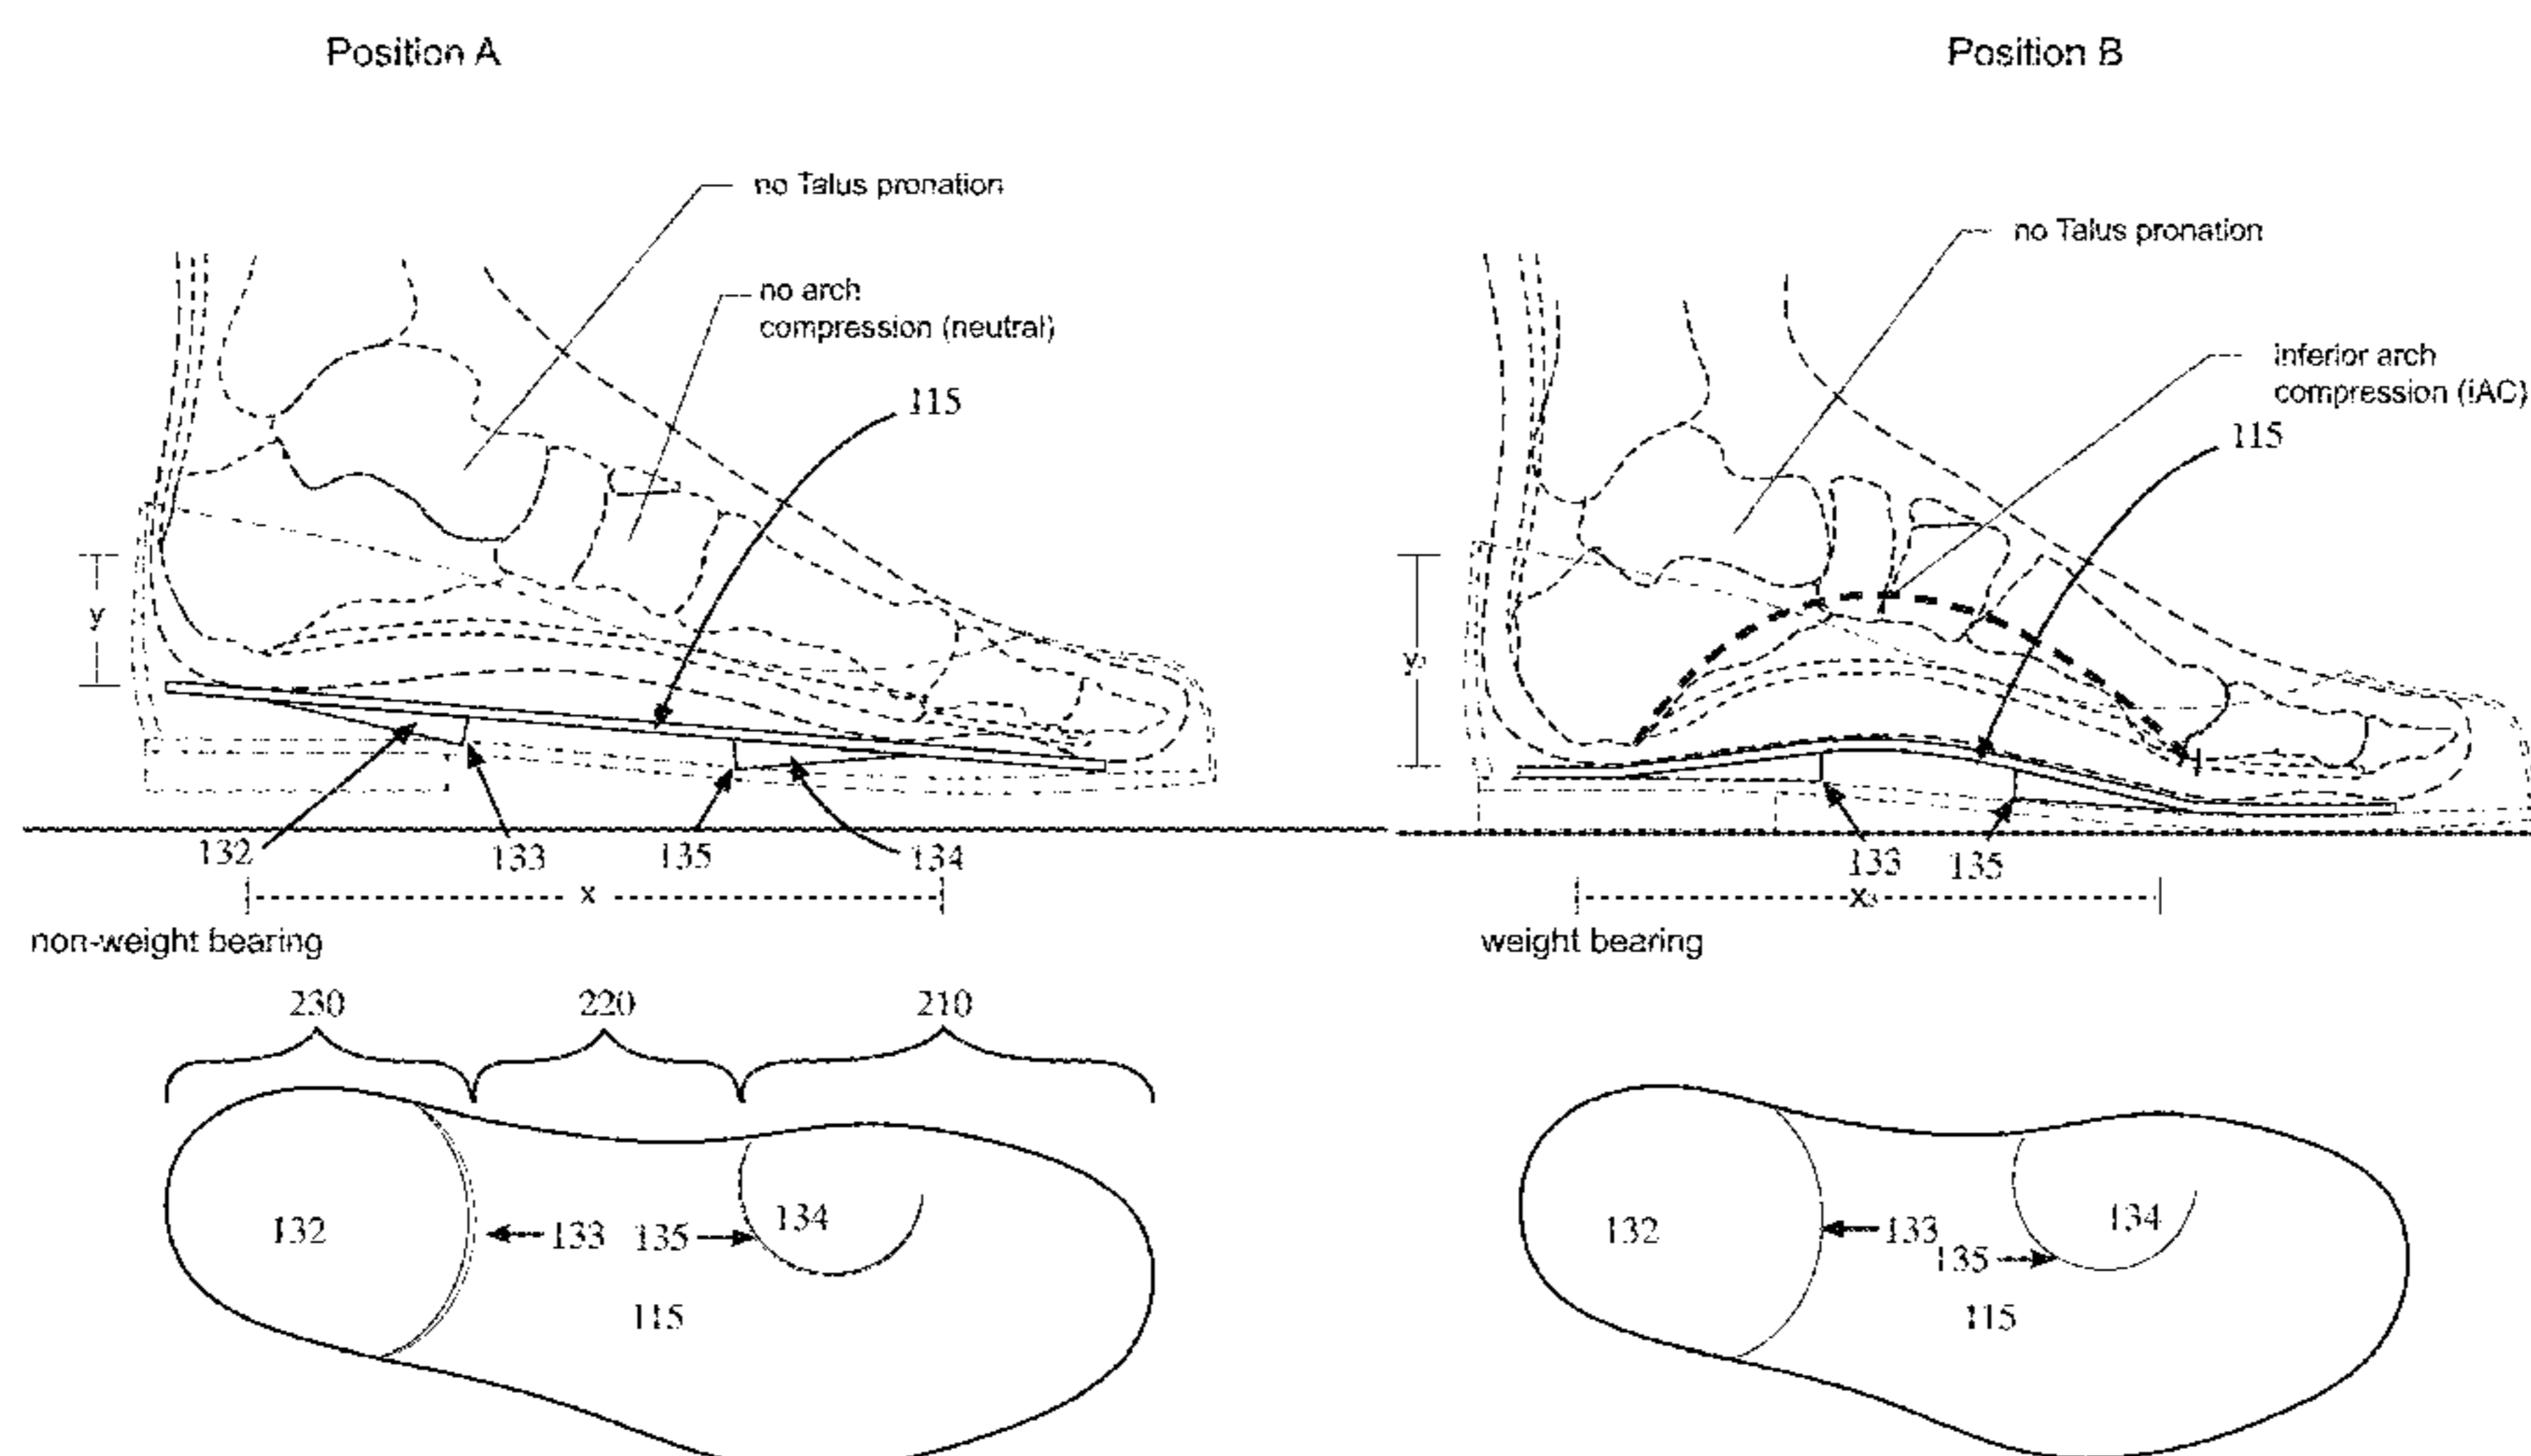 Position A
Position B
no Talus pronation
no arch
compression (neutral)
115
no Talus pronation
inferior arch
compression (iAC)
115
y
132
133
135
134
x
133
135
non-weight bearing
weight bearing
230
220
210
132
133
135
134
115
132
133
135
134
115